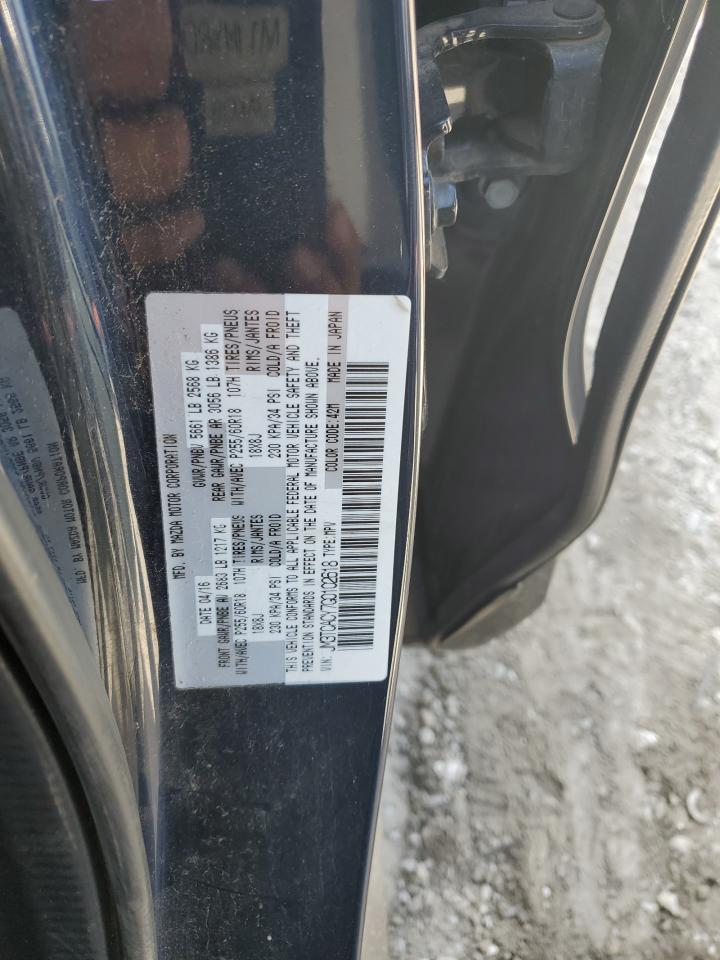 MFD. BY MAZDA MOTOR CORPORATION
DATE 04/16 GVWR/PNBV 5661 LB 2568 KG
FRONT GAWR/PNBE AV 2683 LB 1217 KG REAR GAWR/PNBE AR 3056 LB 1386 KG
WITH/AVEC P255/60R18 107H TIRES/PNEUS WITH/AVEC P255/60R18 107H TIRES/PNEUS
18X8J RIMS/JANTES 18X8J RIMS/JANTES
230 KPA/34 PSI COLD/A FROID 230 KPA/34 PSI COLD/A FROID
THIS VEHICLE CONFORMS TO ALL APPLICABLE FEDERAL MOTOR VEHICLE SAFETY AND THEFT
PREVENTION STANDARDS IN EFFECT ON THE DATE OF MANUFACTURE SHOWN ABOVE.
VIN: JM3TCACY7G0102618 TYPE:MPV COLOR CODE:42M MADE IN JAPAN